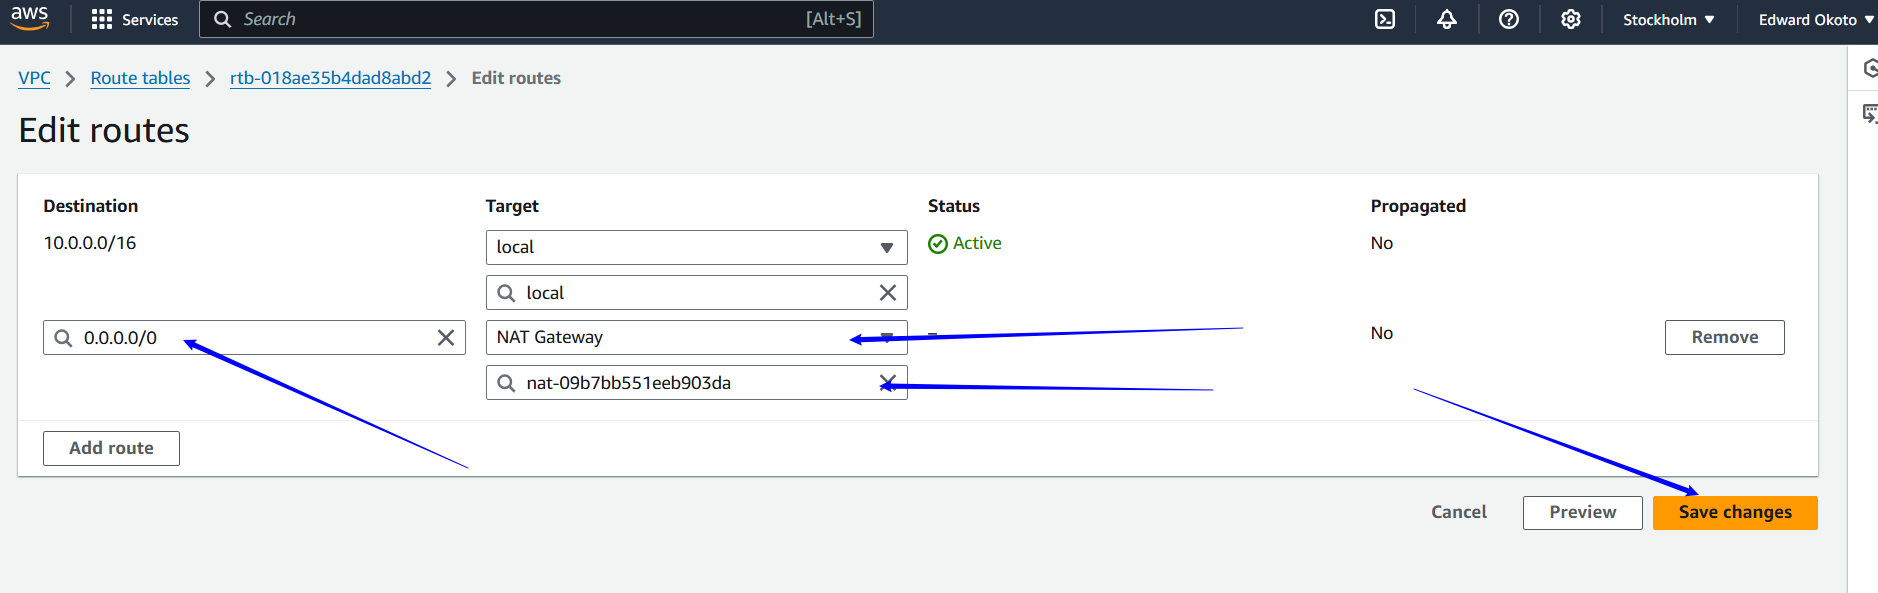 aws Services Search [Alt+S] Stockholm Edward Okoto
VPC Route tables rtb-018ae35b4dad8abd2 Edit routes
Edit routes
Destination Target Status Propagated
10.0.0.0/16 local Active No
local
0.0.0.0/0 NAT Gateway – No Remove
nat-09b7bb551eeb903da
Add route
Cancel Preview Save changes